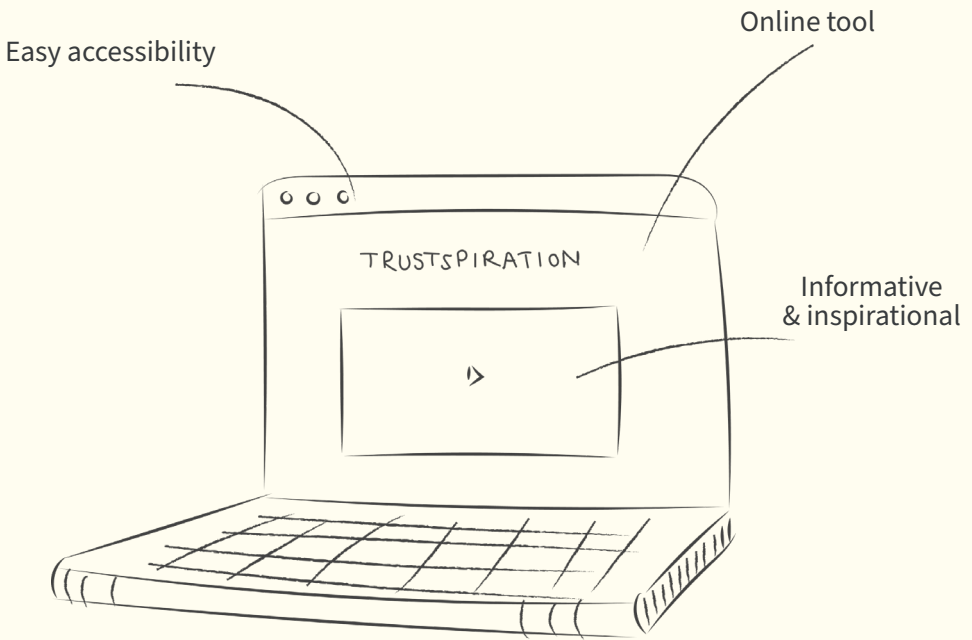 Online tool
Easy accessibility
TRUSTSPIRATION
Informative
& inspirational